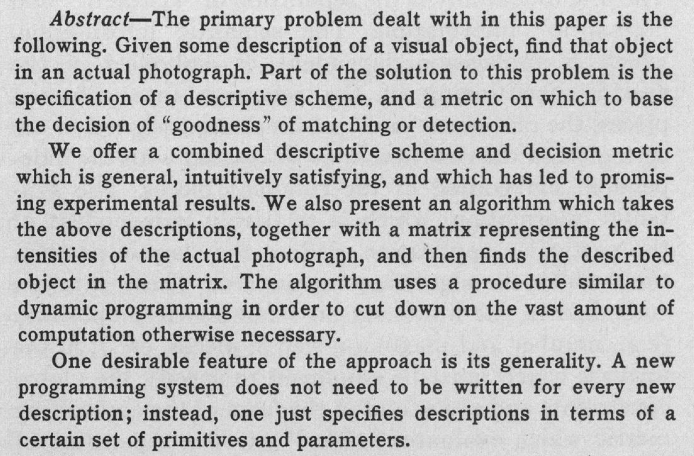 Abstract—The primary problem dealt with in this paper is the
following. Given some description of a visual object, find that object
in an actual photograph. Part of the solution to this problem is the
specification of a descriptive scheme, and a metric on which to base
the decision of "goodness" of matching or detection.
We offer a combined descriptive scheme and decision metric
which is general, intuitively satisfying, and which has led to promis-
ing experimental results. We also present an algorithm which takes
the above descriptions, together with a matrix representing the in-
tensities of the actual photograph, and then finds the described
object in the matrix. The algorithm uses a procedure similar to
dynamic programming in order to cut down on the vast amount of
computation otherwise necessary.
One desirable feature of the approach is its generality. A new
programming system does not need to be written for every new
description; instead, one just specifies descriptions in terms of a
certain set of primitives and parameters.